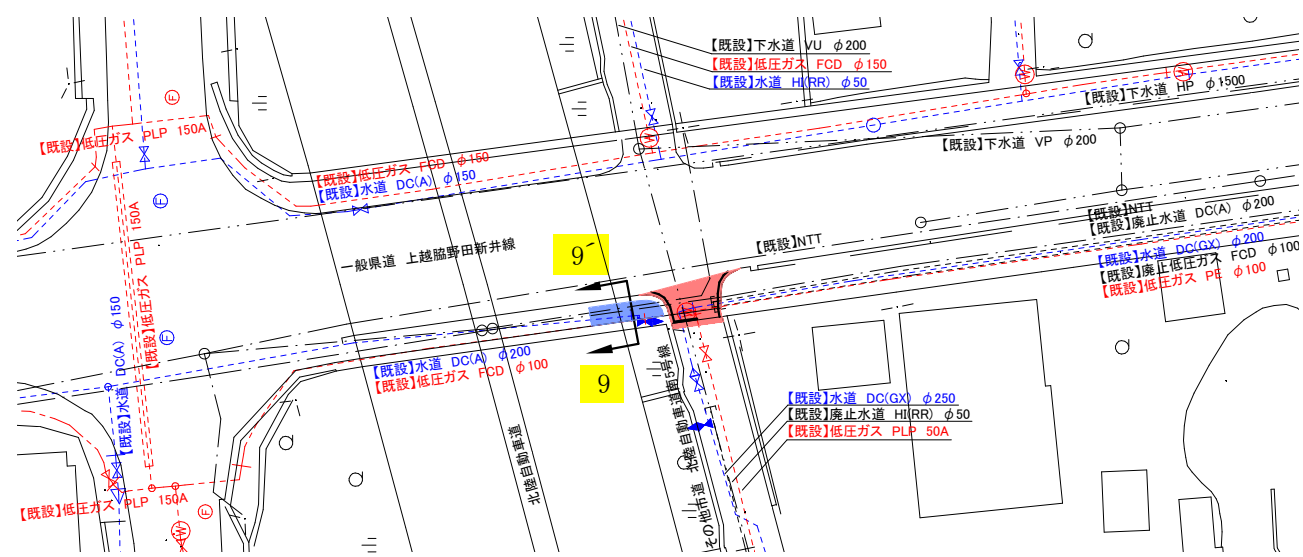 【既設】下水道 VU φ200
【既設】低圧ガス FCD φ150
【既設】水道 HI(RR) φ50
【既設】下水道 HP φ1500
【既設】下水道 VP φ200
【既設】低圧ガス PLP 150A
【既設】低圧ガス FCD φ150
【既設】水道 DC(A) φ150
【既設】低圧ガス PLP 150A
【既設】水道 DC(A) φ150
一般県道 上越脇野田新井線
9′
【既設】NTT
【既設】NTT
【既設】廃止水道 DC(A) φ200
【既設】水道 DC(GX) φ200
【既設】廃止低圧ガス FCD φ100
【既設】低圧ガス PE φ100
【既設】水道 DC(A) φ200
【既設】低圧ガス FCD φ100
9
【既設】水道 DC(GX) φ250
【既設】廃止水道 HI(RR) φ50
【既設】低圧ガス PLP 50A
北陸自動車道
その他市道 北陸自動車道南5号線
【既設】低圧ガス PLP 150A
F
F
F
F
W
W
W
W